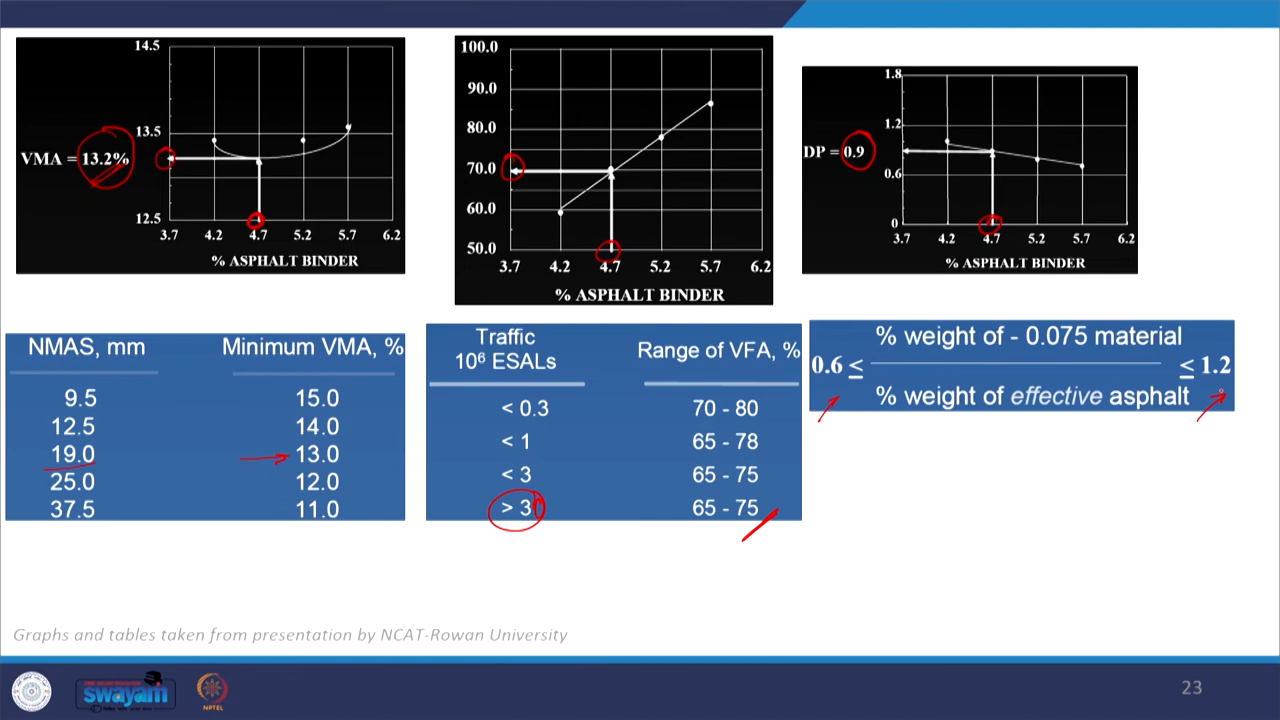 14.5
13.5
12.5
VMA = 13.2%
3.7 4.2 4.7 5.2 5.7 6.2
% ASPHALT BINDER
100.0
90.0
80.0
70.0
60.0
50.0
3.7 4.2 4.7 5.2 5.7 6.2
% ASPHALT BINDER
1.8
1.2
DP = 0.9
0.6
0
3.7 4.2 4.7 5.2 5.7 6.2
% ASPHALT BINDER
NMAS, mm Minimum VMA, %
9.5 15.0
12.5 14.0
19.0 13.0
25.0 12.0
37.5 11.0
Traffic
10⁶ ESALs Range of VFA, %
< 0.3 70 - 80
< 1 65 - 78
< 3 65 - 75
> 3 65 - 75
% weight of - 0.075 material
0.6 ≤ ≤ 1.2
% weight of effective asphalt
Graphs and tables taken from presentation by NCAT-Rowan University
swayam
NPTEL
23